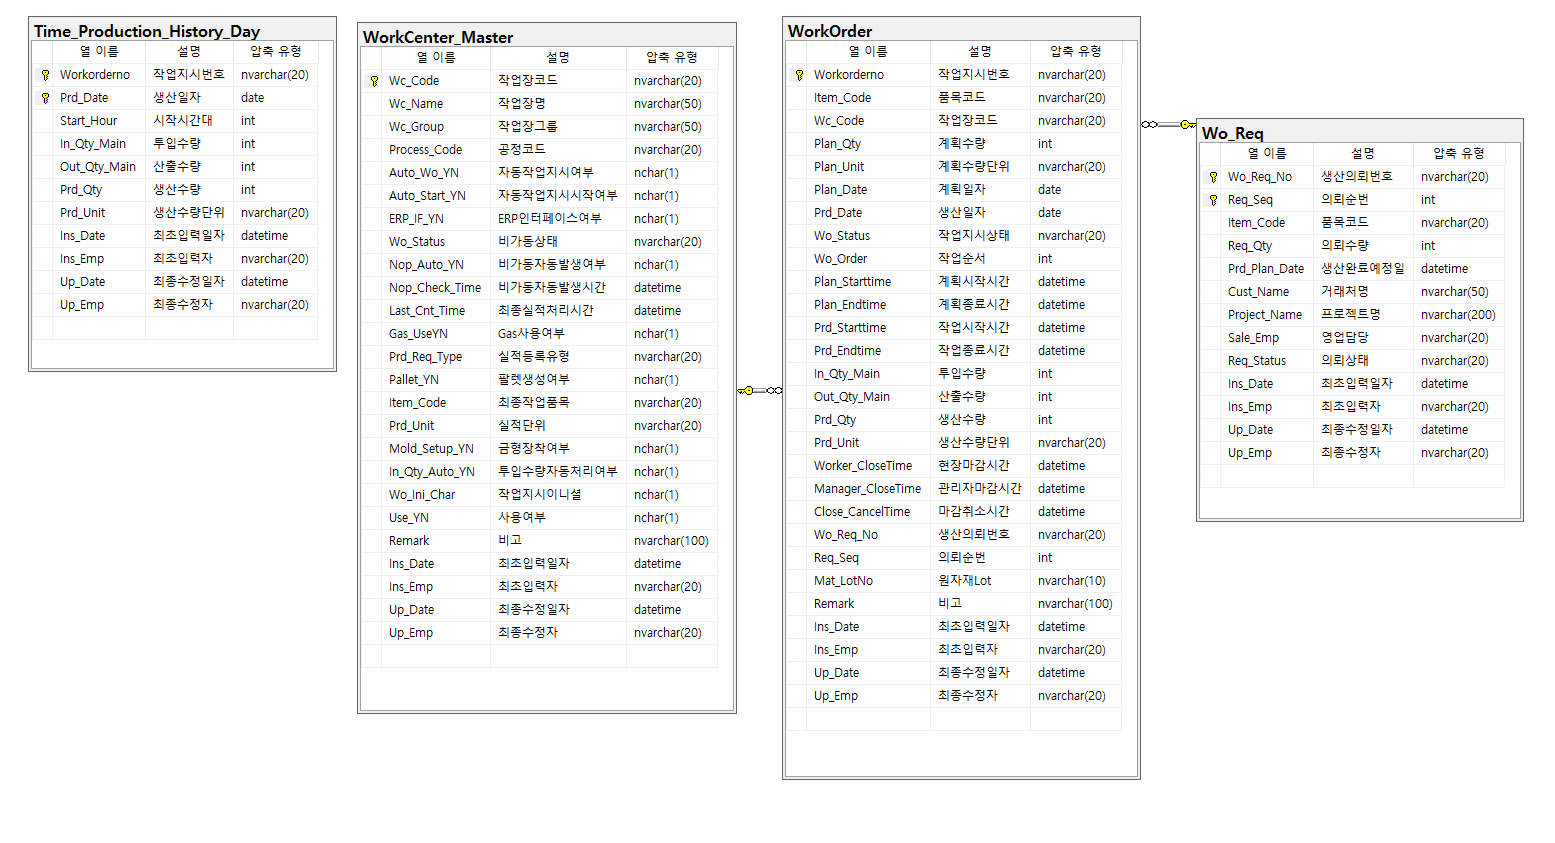 Time_Production_History_Day
열 이름 설명 압축 유형
Workorderno 작업지시번호 nvarchar(20)
Prd_Date 생산일자 date
Start_Hour 시작시간대 int
In_Qty_Main 투입수량 int
Out_Qty_Main 산출수량 int
Prd_Qty 생산수량 int
Prd_Unit 생산수량단위 nvarchar(20)
Ins_Date 최초입력일자 datetime
Ins_Emp 최초입력자 nvarchar(20)
Up_Date 최종수정일자 datetime
Up_Emp 최종수정자 nvarchar(20)
WorkCenter_Master
열 이름 설명 압축 유형
Wc_Code 작업장코드 nvarchar(20)
Wc_Name 작업장명 nvarchar(50)
Wc_Group 작업장그룹 nvarchar(50)
Process_Code 공정코드 nvarchar(20)
Auto_Wo_YN 자동작업지시여부 nchar(1)
Auto_Start_YN 자동작업지시시작여부 nchar(1)
ERP_IF_YN ERP인터페이스여부 nchar(1)
Wo_Status 비가동상태 nvarchar(20)
Nop_Auto_YN 비가동자동발생여부 nchar(1)
Nop_Check_Time 비가동자동발생시간 datetime
Last_Cnt_Time 최종실적처리시간 datetime
Gas_UseYN Gas사용여부 nchar(1)
Prd_Req_Type 실적등록유형 nvarchar(20)
Pallet_YN 팔렛생성여부 nchar(1)
Item_Code 최종작업품목 nvarchar(20)
Prd_Unit 실적단위 nvarchar(20)
Mold_Setup_YN 금형장착여부 nchar(1)
In_Qty_Auto_YN 투입수량자동처리여부 nchar(1)
Wo_Ini_Char 작업지시이니셜 nchar(1)
Use_YN 사용여부 nchar(1)
Remark 비고 nvarchar(100)
Ins_Date 최초입력일자 datetime
Ins_Emp 최초입력자 nvarchar(20)
Up_Date 최종수정일자 datetime
Up_Emp 최종수정자 nvarchar(20)
WorkOrder
열 이름 설명 압축 유형
Workorderno 작업지시번호 nvarchar(20)
Item_Code 품목코드 nvarchar(20)
Wc_Code 작업장코드 nvarchar(20)
Plan_Qty 계획수량 int
Plan_Unit 계획수량단위 nvarchar(20)
Plan_Date 계획일자 date
Prd_Date 생산일자 date
Wo_Status 작업지시상태 nvarchar(20)
Wo_Order 작업순서 int
Plan_Starttime 계획시작시간 datetime
Plan_Endtime 계획종료시간 datetime
Prd_Starttime 작업시작시간 datetime
Prd_Endtime 작업종료시간 datetime
In_Qty_Main 투입수량 int
Out_Qty_Main 산출수량 int
Prd_Qty 생산수량 int
Prd_Unit 생산수량단위 nvarchar(20)
Worker_CloseTime 현장마감시간 datetime
Manager_CloseTime 관리자마감시간 datetime
Close_CancelTime 마감취소시간 datetime
Wo_Req_No 생산의뢰번호 nvarchar(20)
Req_Seq 의뢰순번 int
Mat_LotNo 원자재Lot nvarchar(10)
Remark 비고 nvarchar(100)
Ins_Date 최초입력일자 datetime
Ins_Emp 최초입력자 nvarchar(20)
Up_Date 최종수정일자 datetime
Up_Emp 최종수정자 nvarchar(20)
Wo_Req
열 이름 설명 압축 유형
Wo_Req_No 생산의뢰번호 nvarchar(20)
Req_Seq 의뢰순번 int
Item_Code 품목코드 nvarchar(20)
Req_Qty 의뢰수량 int
Prd_Plan_Date 생산완료예정일 datetime
Cust_Name 거래처명 nvarchar(50)
Project_Name 프로젝트명 nvarchar(200)
Sale_Emp 영업담당 nvarchar(20)
Req_Status 의뢰상태 nvarchar(20)
Ins_Date 최초입력일자 datetime
Ins_Emp 최초입력자 nvarchar(20)
Up_Date 최종수정일자 datetime
Up_Emp 최종수정자 nvarchar(20)